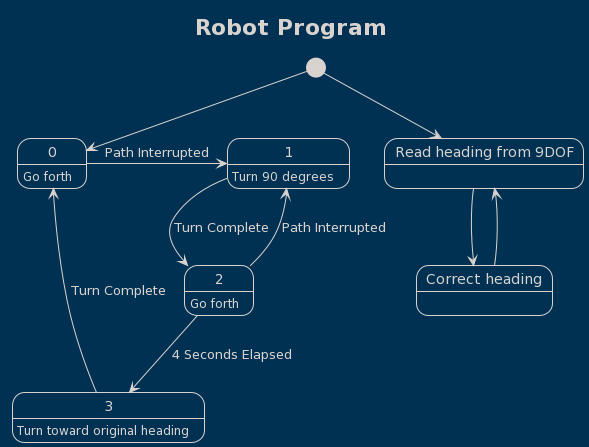 Robot Program
0
Go forth
Path Interrupted
1
Turn 90 degrees
Read heading from 9DOF
Turn Complete
Path Interrupted
2
Go forth
Correct heading
Turn Complete
4 Seconds Elapsed
3
Turn toward original heading